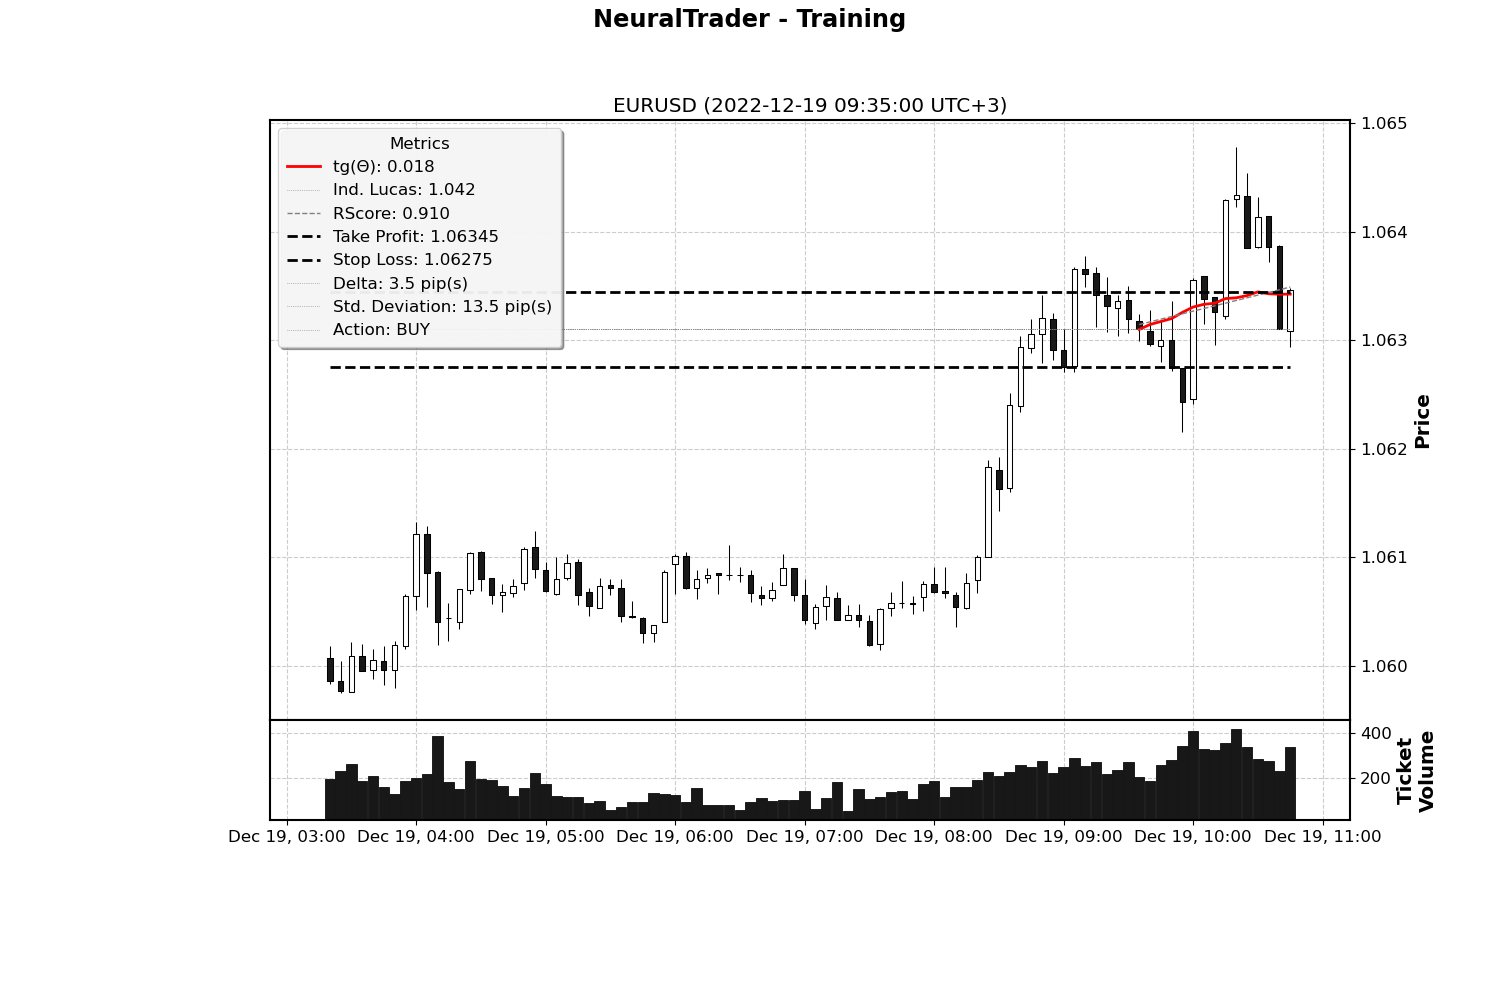 NeuralTrader - Training
EURUSD (2022-12-19 09:35:00 UTC+3)
Metrics
tg(Θ): 0.018
Ind. Lucas: 1.042
RScore: 0.910
Take Profit: 1.06345
Stop Loss: 1.06275
Delta: 3.5 pip(s)
Std. Deviation: 13.5 pip(s)
Action: BUY
1.065
1.064
1.063
1.062
1.061
1.060
Price
400
200
Ticket
Volume
Dec 19, 03:00
Dec 19, 04:00
Dec 19, 05:00
Dec 19, 06:00
Dec 19, 07:00
Dec 19, 08:00
Dec 19, 09:00
Dec 19, 10:00
Dec 19, 11:00